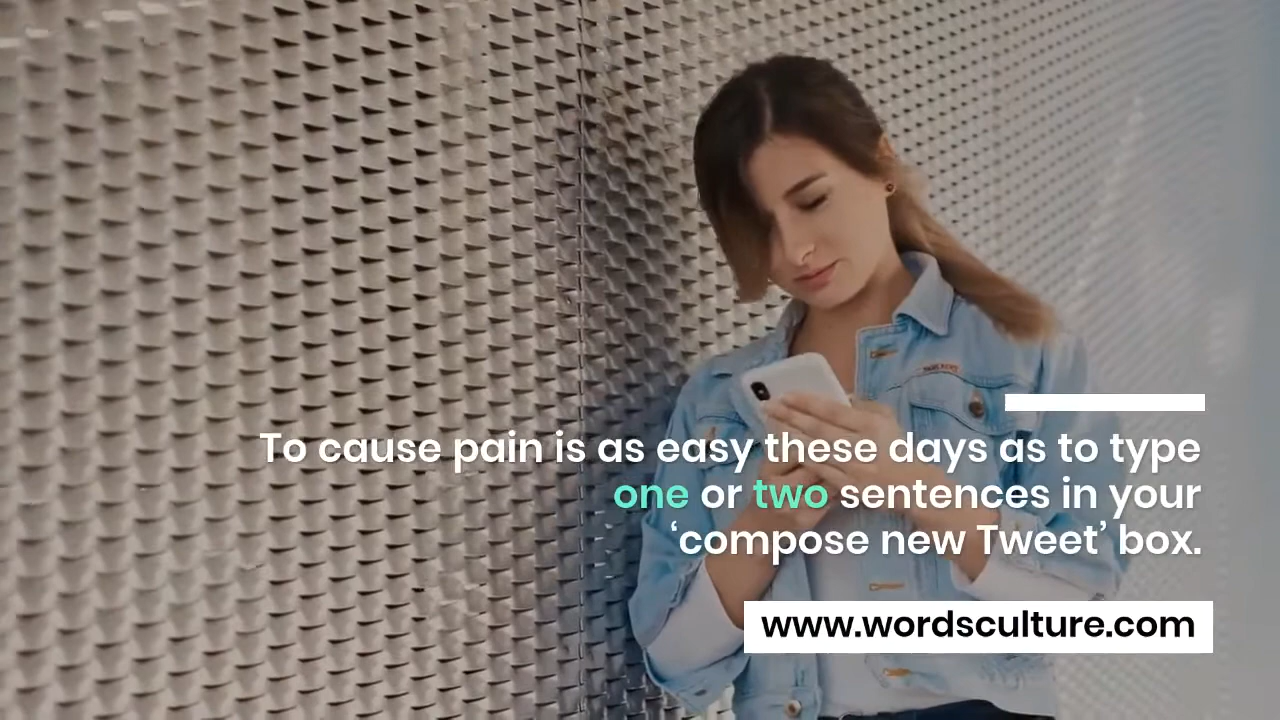 To cause pain is as easy these days as to type
one or two sentences in your
‘compose new Tweet’ box.
www.wordsculture.com